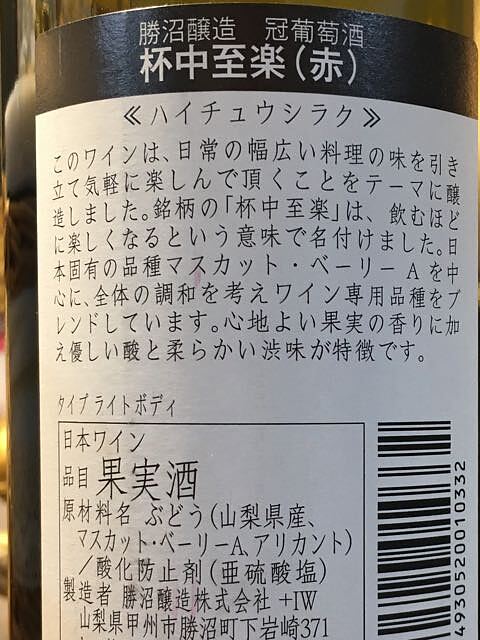 勝沼醸造　冠葡萄酒
杯中至楽（赤）
≪ハイチュウシラク≫
このワインは、日常の幅広い料理の味を引き
立て気軽に楽しんで頂くことをテーマに醸
造しました。銘柄の「杯中至楽」は、飲むほど
に楽しくなるという意味で名付けました。日
本固有の品種マスカット・ベーリーAを中
心に、全体の調和を考えワイン専用品種をブ
レンドしています。心地よい果実の香りに加
え優しい酸と柔らかい渋味が特徴です。
タイプ ライトボディ
日本ワイン
品目 果実酒
原材料名 ぶどう（山梨県産、
マスカット・ベーリーA、アリカント）
／酸化防止剤（亜硫酸塩）
製造者 勝沼醸造株式会社 +IW
山梨県甲州市勝沼町下岩崎371
4930520010332